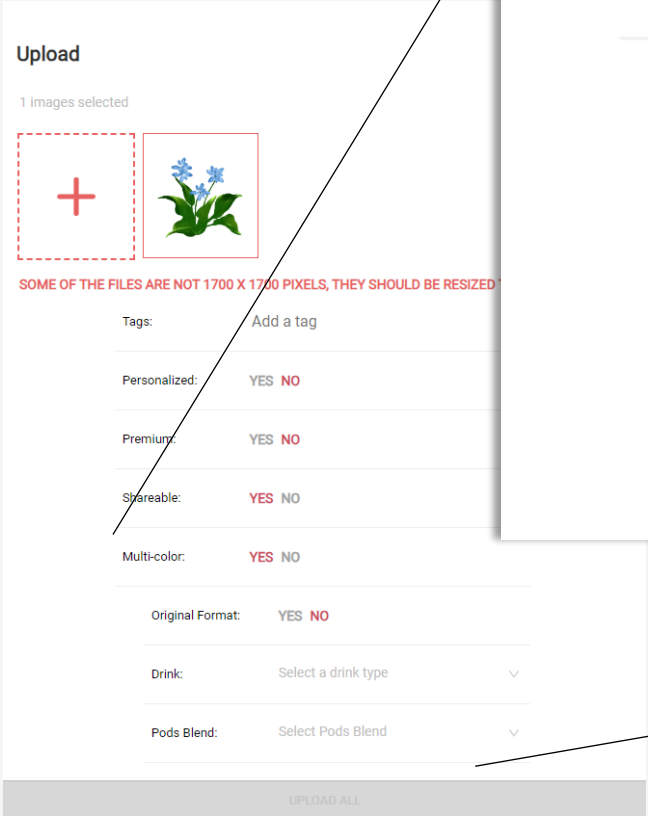 Upload
1 images selected
SOME OF THE FILES ARE NOT 1700 X 1700 PIXELS, THEY SHOULD BE RESIZED
Tags: Add a tag
Personalized: YES NO
Premium: YES NO
Shareable: YES NO
Multi-color: YES NO
Original Format: YES NO
Drink: Select a drink type
Pods Blend: Select Pods Blend
UPLOAD ALL